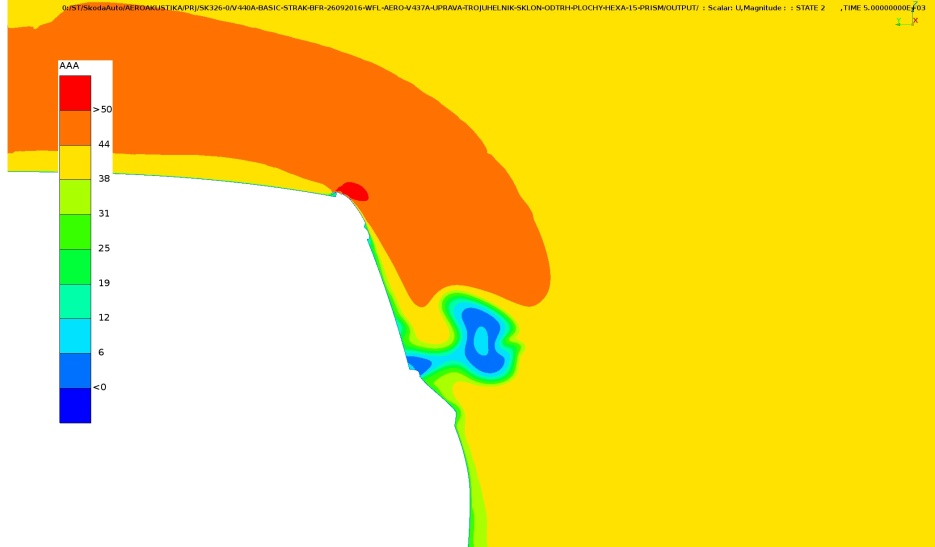 0:/ST/SkodaAuto/AEROAKUSTIKA/PRJ/SK326-0/V440A-BASIC-STRAK-BFR-26092016-WFL-AERO-V437A-UPRAVA-TROJUHELNIK-SKLON-ODTRH-PLOCHY-HEXA-15-PRISM/OUTPUT/ : Scalar: U,Magnitude : : STATE 2 ,TIME 5.00000000E+03
Z
Y
X
AAA
>50
44
38
31
25
19
12
6
<0